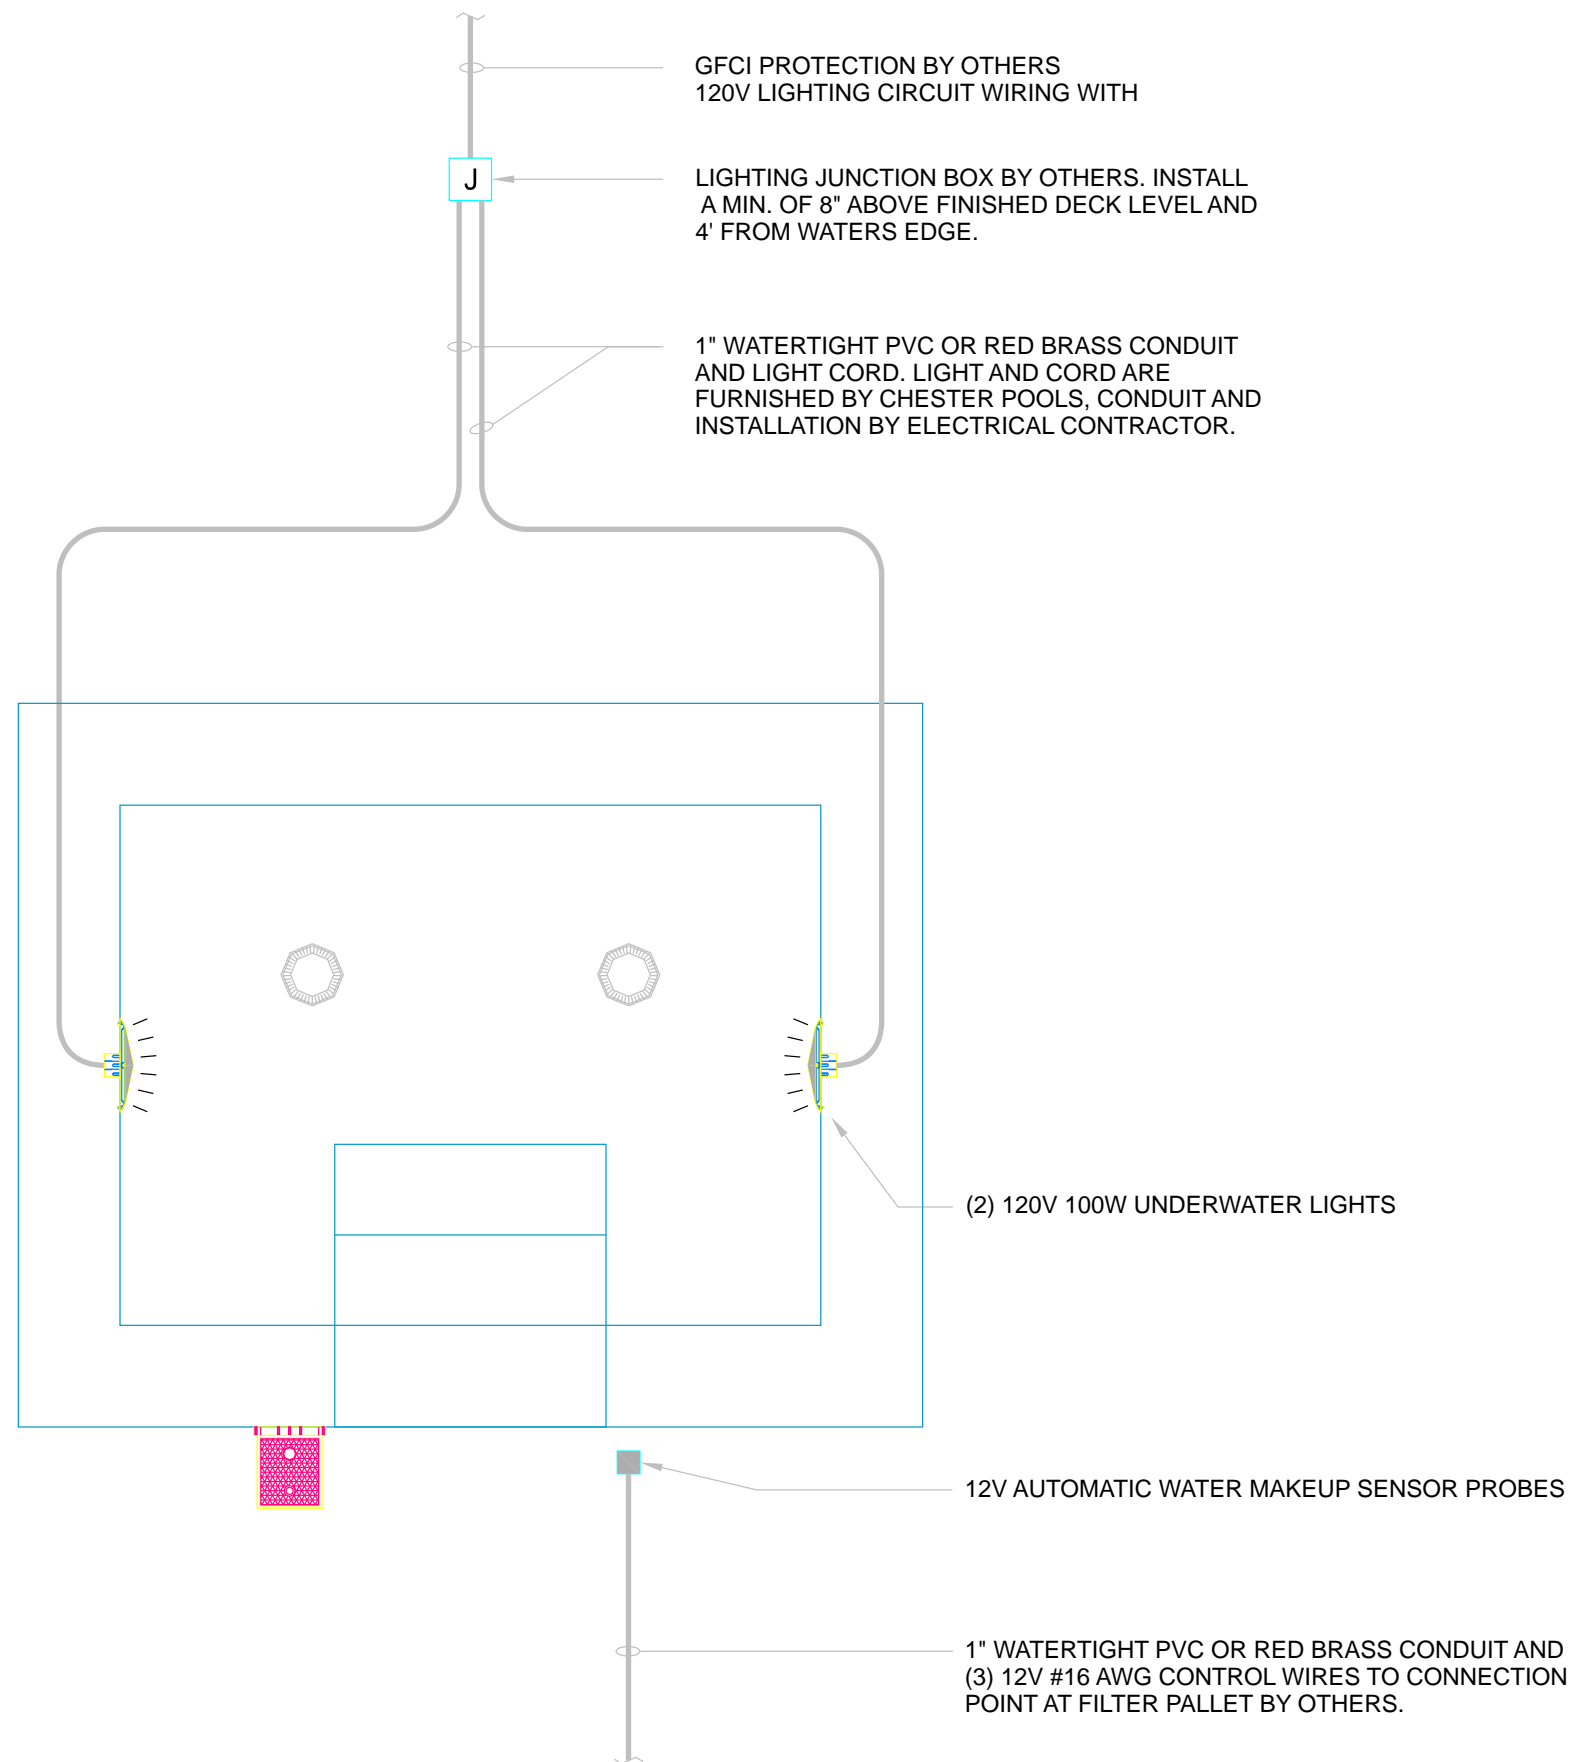 GFCI PROTECTION BY OTHERS
120V LIGHTING CIRCUIT WIRING WITH
J
LIGHTING JUNCTION BOX BY OTHERS. INSTALL
A MIN. OF 8" ABOVE FINISHED DECK LEVEL AND
4' FROM WATERS EDGE.
1" WATERTIGHT PVC OR RED BRASS CONDUIT
AND LIGHT CORD. LIGHT AND CORD ARE
FURNISHED BY CHESTER POOLS, CONDUIT AND
INSTALLATION BY ELECTRICAL CONTRACTOR.
(2) 120V 100W UNDERWATER LIGHTS
12V AUTOMATIC WATER MAKEUP SENSOR PROBES
1" WATERTIGHT PVC OR RED BRASS CONDUIT AND
(3) 12V #16 AWG CONTROL WIRES TO CONNECTION
POINT AT FILTER PALLET BY OTHERS.